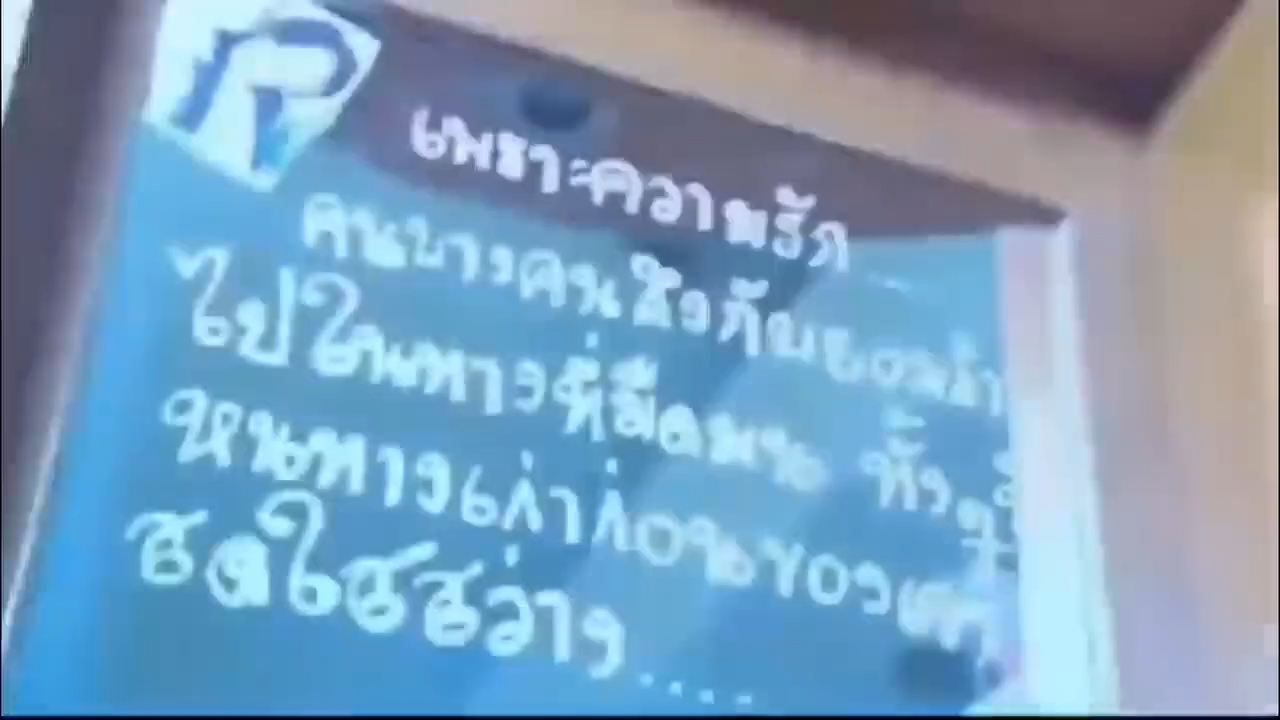 เพราะความรัก
คนบางคนถึงกับยอม
ไปในทางที่มืดมน ทั้ง
หนทางเก่าก่อนของเขา
สดใสสว่าง....